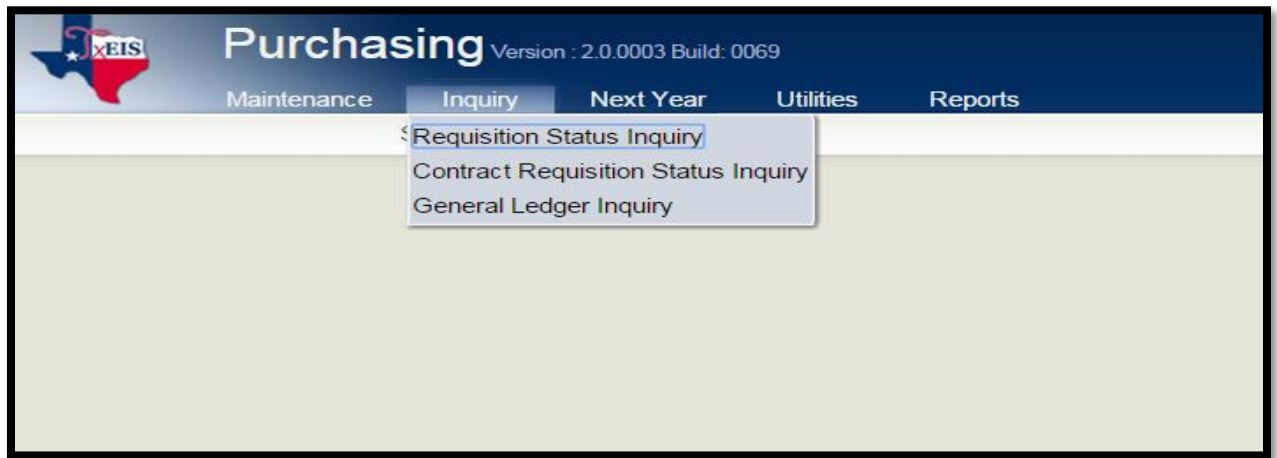 TxEIS
Purchasing Version : 2.0.0003 Build: 0069
Maintenance Inquiry Next Year Utilities Reports
Requisition Status Inquiry
Contract Requisition Status Inquiry
General Ledger Inquiry